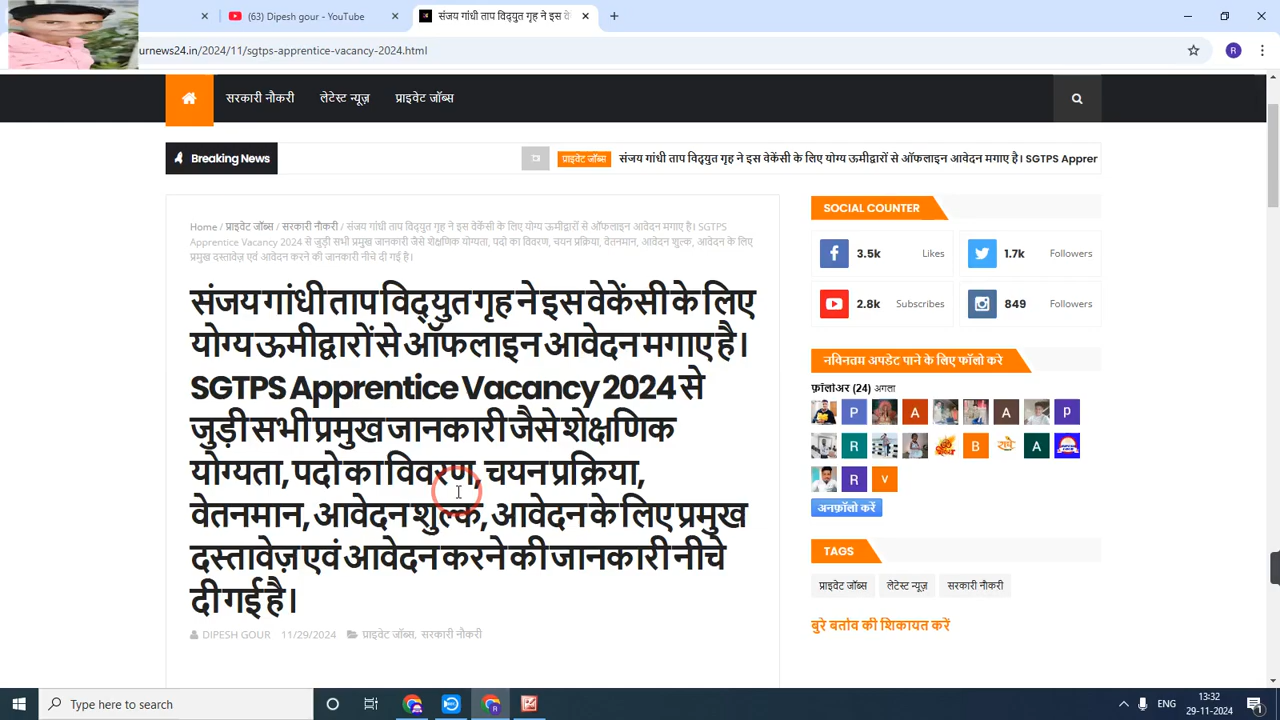 (63) Dipesh gour - YouTube
संजय गांधी ताप विद्युत गृह ने इस वे
urnews24.in/2024/11/sgtps-apprentice-vacancy-2024.html
R
सरकारी नौकरी
लेटेस्ट न्यूज़
प्राइवेट जॉब्स
Breaking News
प्राइवेट जॉब्स
संजय गांधी ताप विद्युत गृह ने इस वेकेंसी के लिए योग्य ऊमीद्वारों से ऑफलाइन आवेदन मगाए है। SGTPS Apprer
Home / प्राइवेट जॉब्स / सरकारी नौकरी / संजय गांधी ताप विद्युत गृह ने इस वेकेंसी के लिए योग्य ऊमीद्वारों से ऑफलाइन आवेदन मगाए है। SGTPS
Apprentice Vacancy 2024 से जुड़ी सभी प्रमुख जानकारी जैसे शेक्षणिक योग्यता, पदो का विवरण, चयन प्रक्रिया, वेतनमान, आवेदन शुल्क, आवेदन के लिए
प्रमुख दस्तावेज़ एवं आवेदन करने की जानकारी नीचे दी गई है।
संजय गांधी ताप विद्युत गृह ने इस वेकेंसी के लिए
योग्य ऊमीद्वारों से ऑफलाइन आवेदन मगाए है।
SGTPS Apprentice Vacancy 2024 से
जुड़ी सभी प्रमुख जानकारी जैसे शेक्षणिक
योग्यता, पदो का विवरण, चयन प्रक्रिया,
वेतनमान, आवेदन शुल्क, आवेदन के लिए प्रमुख
दस्तावेज़ एवं आवेदन करने की जानकारी नीचे
दी गई है।
DIPESH GOUR 11/29/2024 प्राइवेट जॉब्स, सरकारी नौकरी
SOCIAL COUNTER
3.5k Likes
1.7k Followers
2.8k Subscribes
849 Followers
नविनतम अपडेट पाने के लिए फॉलो करे
फ़ॉलोअर (24) अगला
P A A p
R B राधे A
R v
अनफ़ॉलो करें
TAGS
प्राइवेट जॉब्स
लेटेस्ट न्यूज़
सरकारी नौकरी
बुरे बर्ताव की शिकायत करें
Type here to search
ENG
13:32
29-11-2024